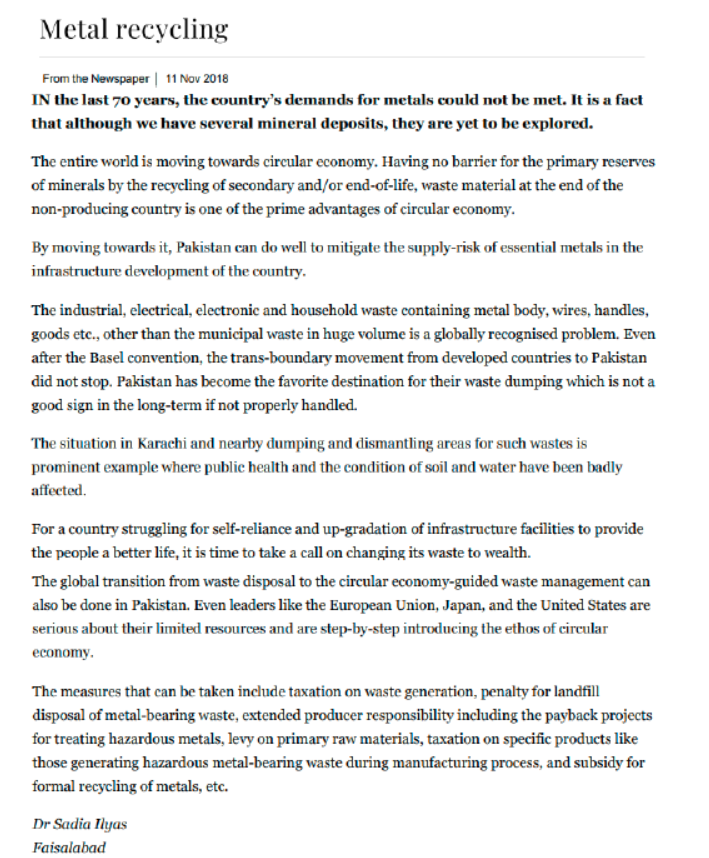 Metal recycling
From the Newspaper | 11 Nov 2018
IN the last 70 years, the country's demands for metals could not be met. It is a fact
that although we have several mineral deposits, they are yet to be explored.
The entire world is moving towards circular economy. Having no barrier for the primary reserves
of minerals by the recycling of secondary and/or end-of-life, waste material at the end of the
non-producing country is one of the prime advantages of circular economy.
By moving towards it, Pakistan can do well to mitigate the supply-risk of essential metals in the
infrastructure development of the country.
The industrial, electrical, electronic and household waste containing metal body, wires, handles,
goods etc., other than the municipal waste in huge volume is a globally recognised problem. Even
after the Basel convention, the trans-boundary movement from developed countries to Pakistan
did not stop. Pakistan has become the favorite destination for their waste dumping which is not a
good sign in the long-term if not properly handled.
The situation in Karachi and nearby dumping and dismantling areas for such wastes is
prominent example where public health and the condition of soil and water have been badly
affected.
For a country struggling for self-reliance and up-gradation of infrastructure facilities to provide
the people a better life, it is time to take a call on changing its waste to wealth.
The global transition from waste disposal to the circular economy-guided waste management can
also be done in Pakistan. Even leaders like the European Union, Japan, and the United States are
serious about their limited resources and are step-by-step introducing the ethos of circular
economy.
The measures that can be taken include taxation on waste generation, penalty for landfill
disposal of metal-bearing waste, extended producer responsibility including the payback projects
for treating hazardous metals, levy on primary raw materials, taxation on specific products like
those generating hazardous metal-bearing waste during manufacturing process, and subsidy for
formal recycling of metals, etc.
Dr Sadia Ilyas
Faisalabad